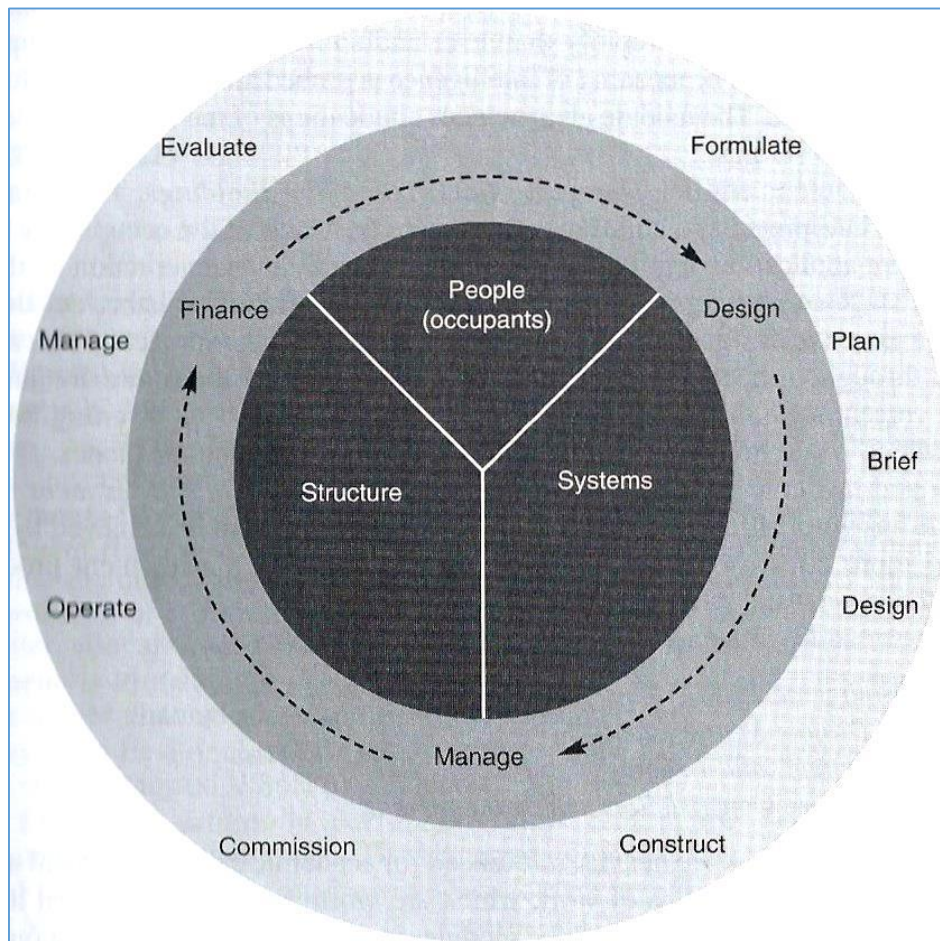 Evaluate
Formulate
People
(occupants)
Finance
Design
Manage
Plan
Brief
Structure
Systems
Operate
Design
Manage
Commission
Construct